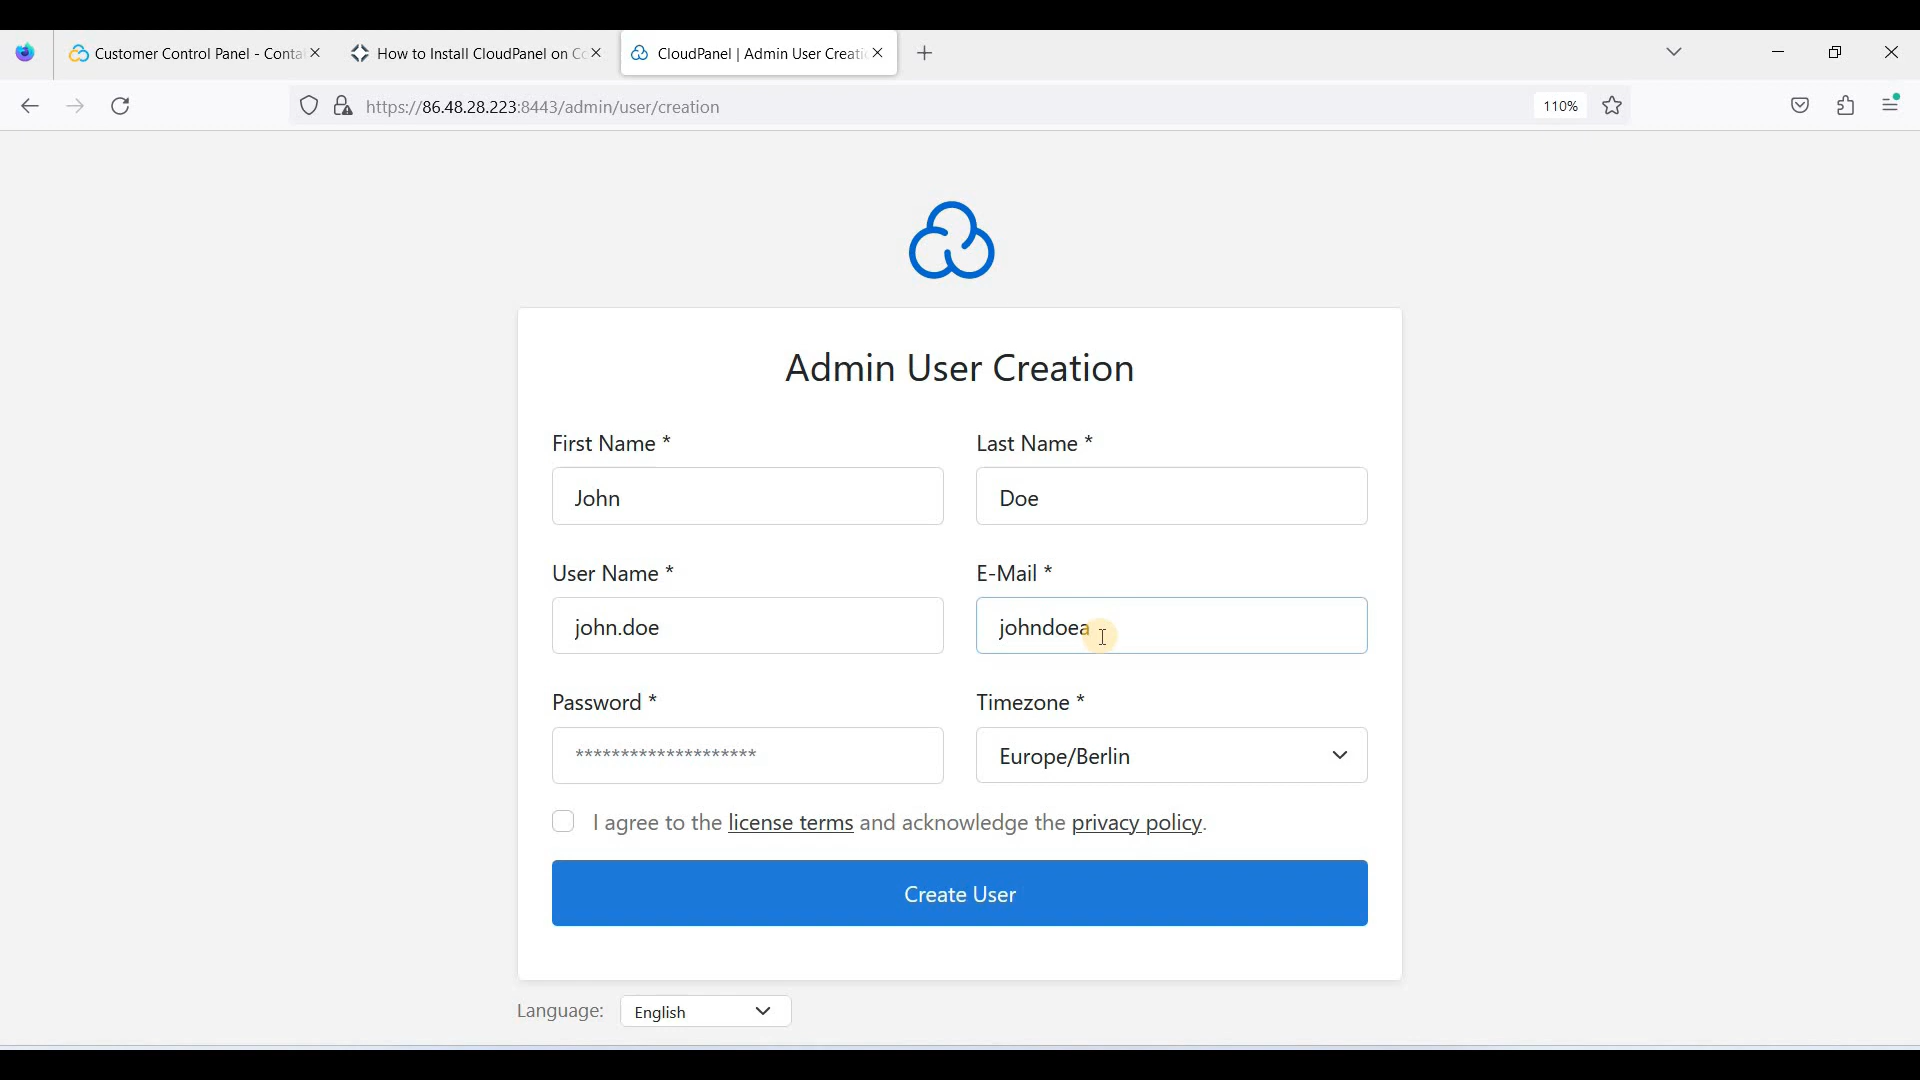 Customer Control Panel - Conta
How to Install CloudPanel on Co
CloudPanel | Admin User Creatio
https://86.48.28.223:8443/admin/user/creation
110%
Admin User Creation
First Name *
Last Name *
John
Doe
User Name *
E-Mail *
john.doe
johndoea
Password *
Timezone *
********************
Europe/Berlin
I agree to the license terms and acknowledge the privacy policy.
Create User
Language:
English